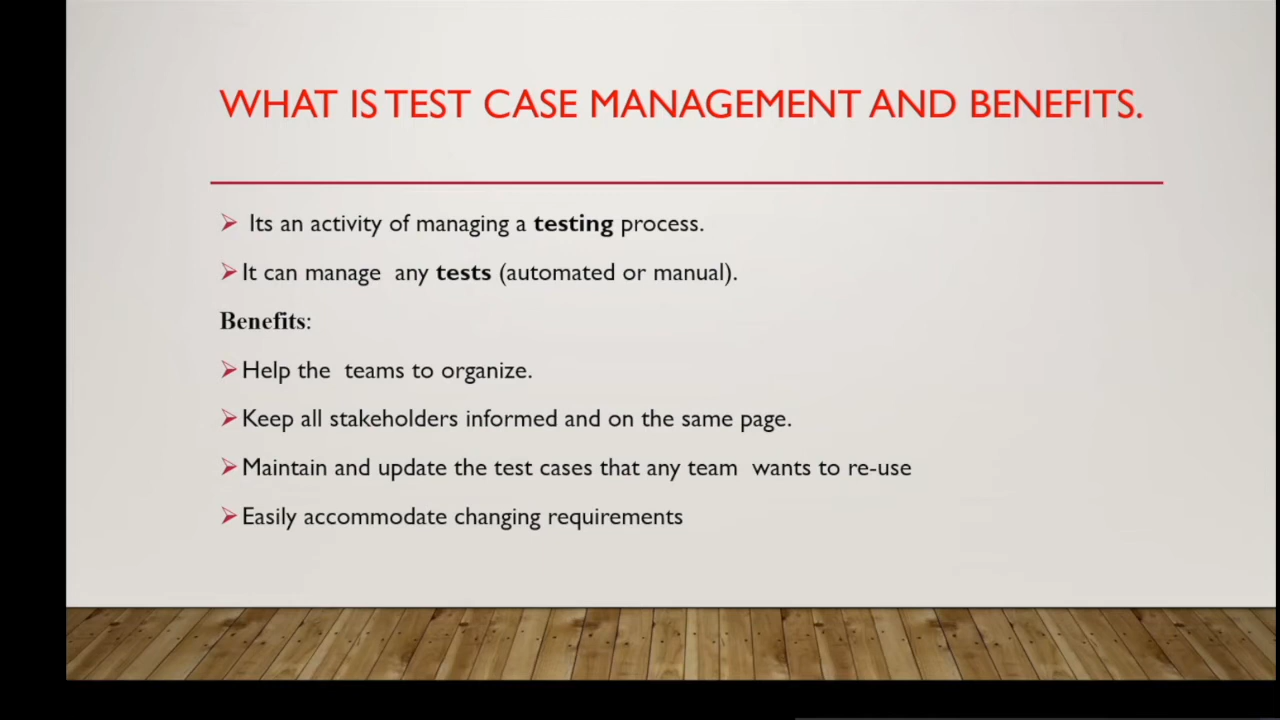 WHAT IS TEST CASE MANAGEMENT AND BENEFITS.
Its an activity of managing a testing process.
It can manage any tests (automated or manual).
Benefits:
Help the teams to organize.
Keep all stakeholders informed and on the same page.
Maintain and update the test cases that any team wants to re-use
Easily accommodate changing requirements